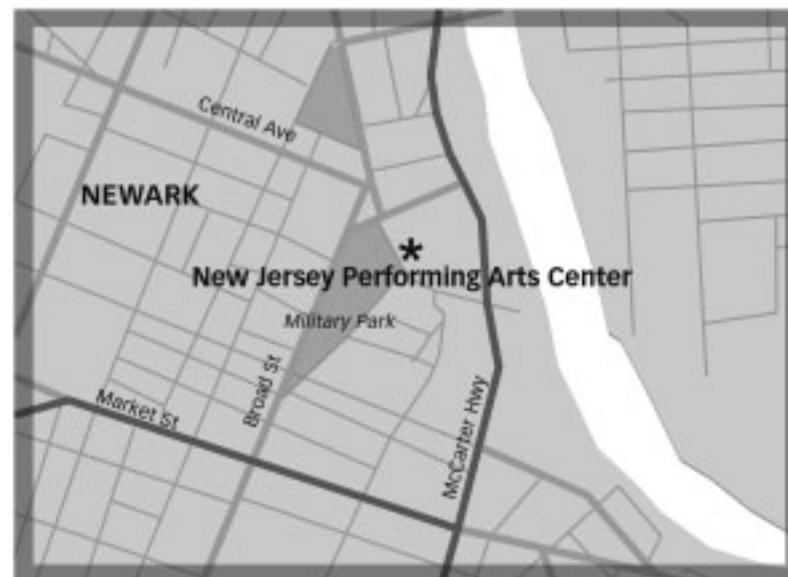 Central Ave
NEWARK
*
New Jersey Performing Arts Center
Military Park
Broad St
Market St
McCarter Hwy